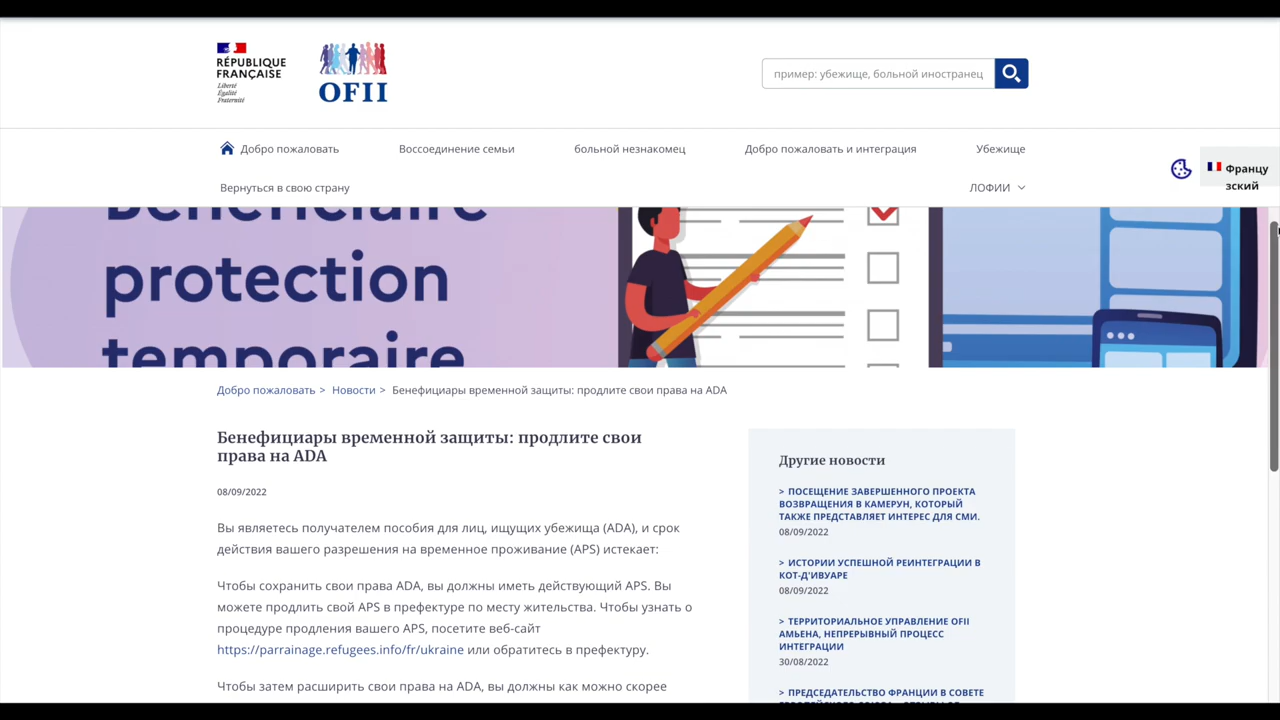 RÉPUBLIQUE
FRANÇAISE
Liberté
Égalité
Fraternité
OFII
пример: убежище, больной иностранец
Добро пожаловать
Воссоединение семьи
больной незнакомец
Добро пожаловать и интеграция
Убежище
Вернуться в свою страну
ЛОФИИ
Францу
зский
Bénéficiaire
protection
temporaire
Добро пожаловать > Новости > Бенефициары временной защиты: продлите свои права на ADA
Бенефициары временной защиты: продлите свои
права на ADA
08/09/2022
Вы являетесь получателем пособия для лиц, ищущих убежища (ADA), и срок
действия вашего разрешения на временное проживание (APS) истекает:
Чтобы сохранить свои права ADA, вы должны иметь действующий APS. Вы
можете продлить свой APS в префектуре по месту жительства. Чтобы узнать о
процедуре продления вашего APS, посетите веб-сайт
https://parrainage.refugees.info/fr/ukraine или обратитесь в префектуру.
Чтобы затем расширить свои права на ADA, вы должны как можно скорее
Другие новости
> ПОСЕЩЕНИЕ ЗАВЕРШЕННОГО ПРОЕКТА
ВОЗВРАЩЕНИЯ В КАМЕРУН, КОТОРЫЙ
ТАКЖЕ ПРЕДСТАВЛЯЕТ ИНТЕРЕС ДЛЯ СМИ.
08/09/2022
> ИСТОРИИ УСПЕШНОЙ РЕИНТЕГРАЦИИ В
КОТ-Д'ИВУАРЕ
08/09/2022
> ТЕРРИТОРИАЛЬНОЕ УПРАВЛЕНИЕ OFII
АМЬЕНА, НЕПРЕРЫВНЫЙ ПРОЦЕСС
ИНТЕГРАЦИИ
30/08/2022
> ПРЕДСЕДАТЕЛЬСТВО ФРАНЦИИ В СОВЕТЕ